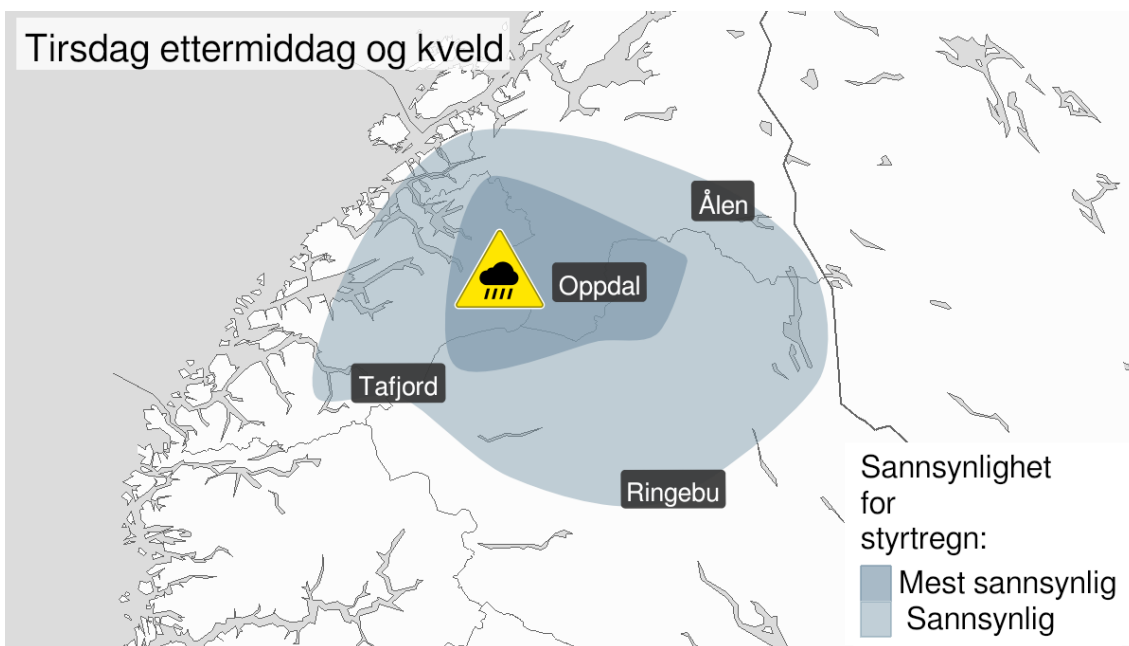 Tirsdag ettermiddag og kveld
Ålen
Oppdal
Tafjord
Ringebu
Sannsynlighet
for
styrtregn:
Mest sannsynlig
Sannsynlig